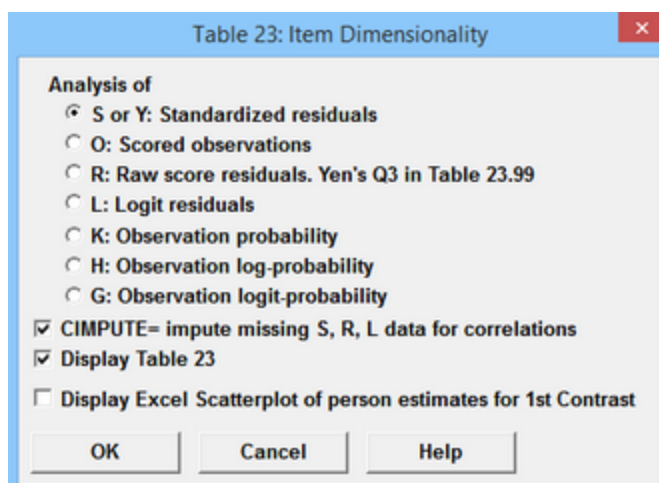 Table 23: Item Dimensionality
Analysis of
S or Y: Standardized residuals
O: Scored observations
R: Raw score residuals. Yen's Q3 in Table 23.99
L: Logit residuals
K: Observation probability
H: Observation log-probability
G: Observation logit-probability
CIMPUTE= impute missing S, R, L data for correlations
Display Table 23
Display Excel Scatterplot of person estimates for 1st Contrast
OK Cancel Help